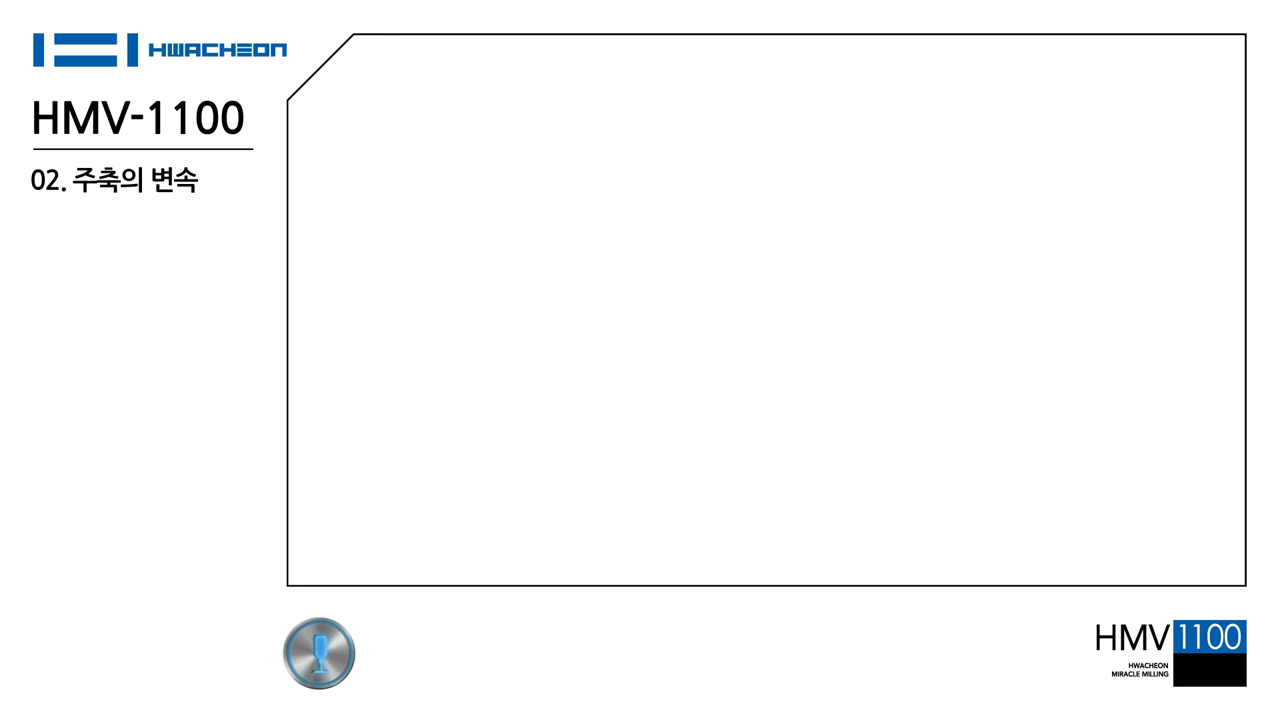 HWACHEON
HMV-1100
02. 주축의 변속
HMV 1100
HWACHEON
MIRACLE MILLING